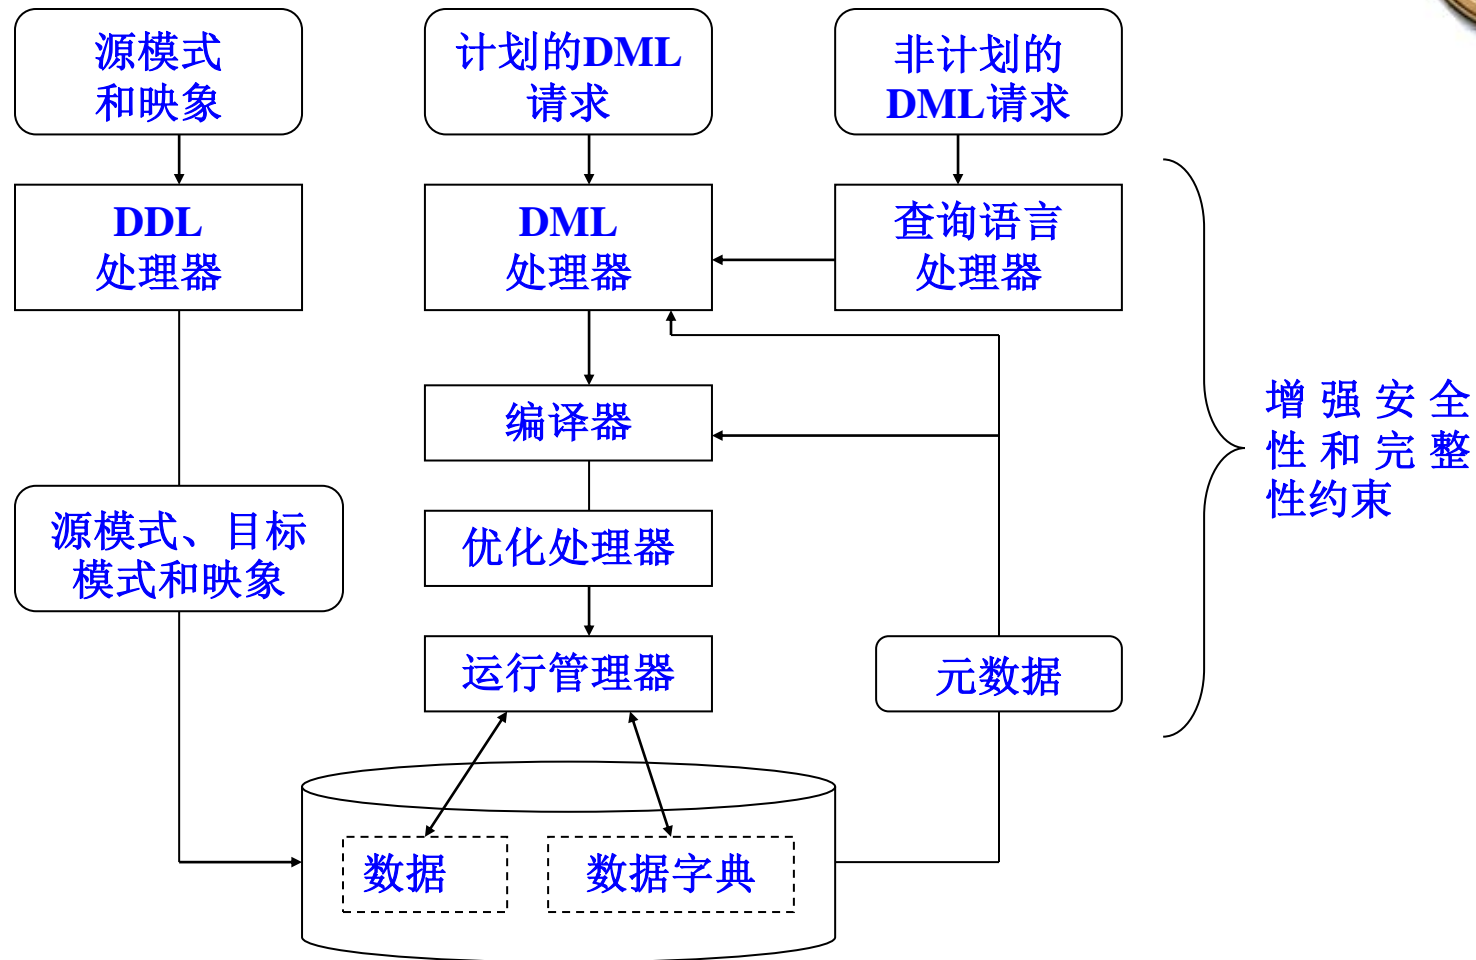 源模式
和映象
计划的DML
请求
非计划的
DML请求
DDL
处理器
DML
处理器
查询语言
处理器
编译器
增强安全
性和完整
性约束
源模式、目标
模式和映象
优化处理器
运行管理器
元数据
数据
数据字典